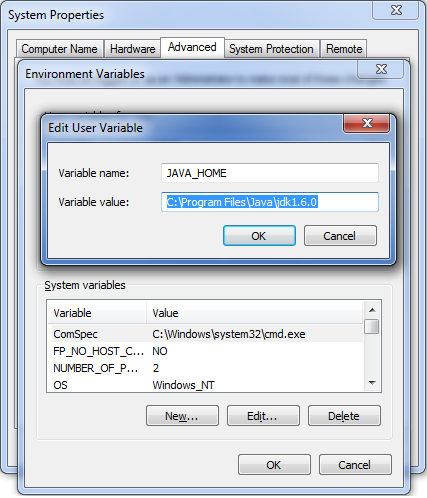 System Properties
Computer Name Hardware Advanced System Protection Remote
Environment Variables
Edit User Variable
Variable name: JAVA_HOME
Variable value: C:\Program Files\Java\jdk1.6.0
OK Cancel
System variables
Variable Value
ComSpec C:\Windows\system32\cmd.exe
FP_NO_HOST_C... NO
NUMBER_OF_P... 2
OS Windows_NT
New... Edit... Delete
OK Cancel